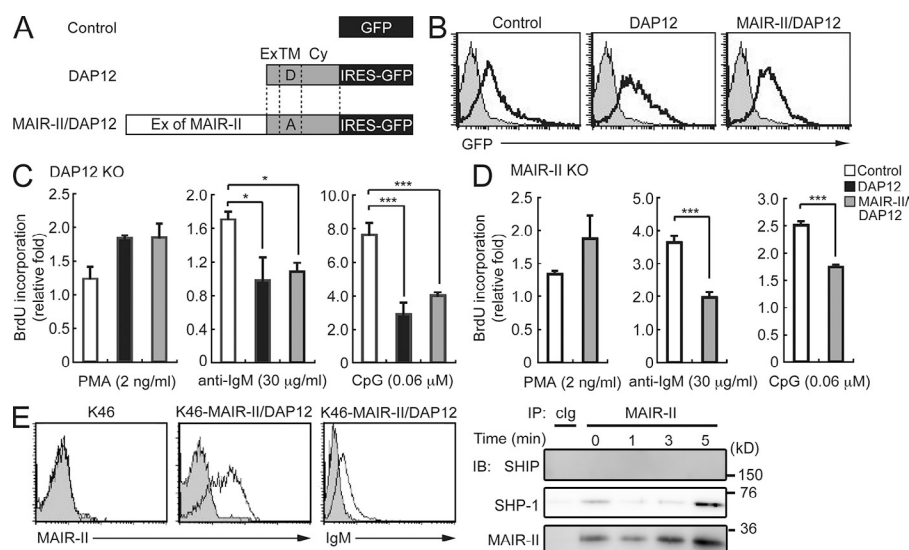 A
Control
GFP
ExTM Cy
DAP12
D
IRES-GFP
MAIR-II/DAP12
Ex of MAIR-II
A
IRES-GFP
B
Control
DAP12
MAIR-II/DAP12
GFP
C
DAP12 KO
BrdU incorporation
(relative fold)
2.5
2.0
1.5
1.0
0.5
0
PMA (2 ng/ml)
1.8
1.4
1.0
0.6
0.2
0
*
*
anti-IgM (30 µg/ml)
10.0
8.0
6.0
4.0
2.0
0
***
***
CpG (0.06 µM)
D
MAIR-II KO
Control
DAP12
MAIR-II/
DAP12
BrdU incorporation
(relative fold)
2.5
2.0
1.5
1.0
0.5
0
PMA (2 ng/ml)
5.0
4.0
3.0
2.0
1.0
0
***
anti-IgM (30 µg/ml)
3.0
2.5
2.0
1.5
1.0
0.5
0
***
CpG (0.06 µM)
E
K46
K46-MAIR-II/DAP12
K46-MAIR-II/DAP12
MAIR-II
IgM
IP: cIg MAIR-II
Time (min) 0 1 3 5 (kD)
IB: SHIP
150
SHP-1
76
MAIR-II
36